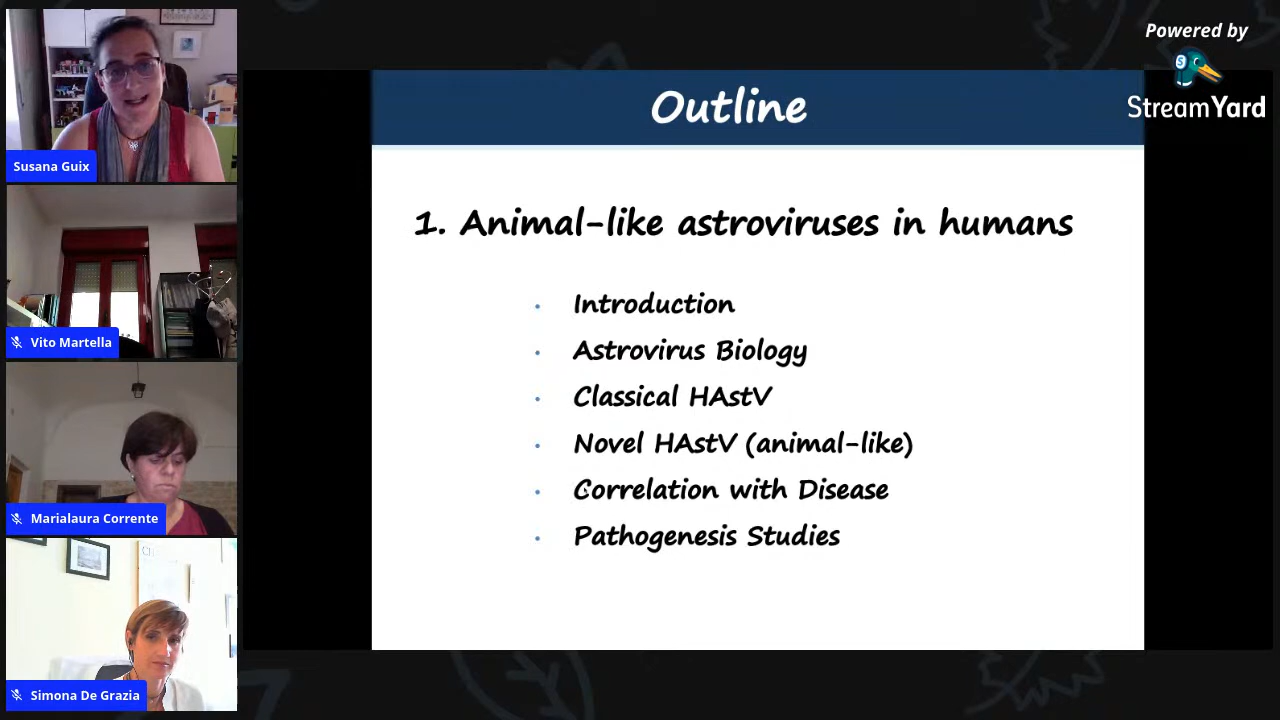 Susana Guix
Vito Martella
Marialaura Corrente
Simona De Grazia
Powered by
StreamYard
Outline
1. Animal-like astroviruses in humans
• Introduction
• Astrovirus Biology
• Classical HAstV
• Novel HAstV (animal-like)
• Correlation with Disease
• Pathogenesis Studies